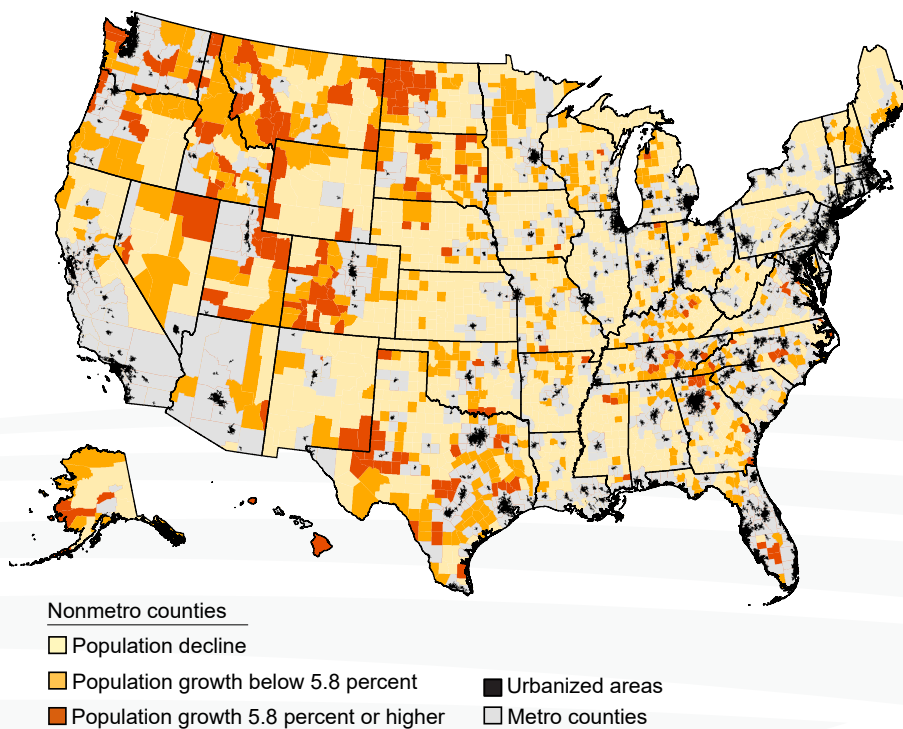 Nonmetro counties
Population decline
Population growth below 5.8 percent
Population growth 5.8 percent or higher
Urbanized areas
Metro counties